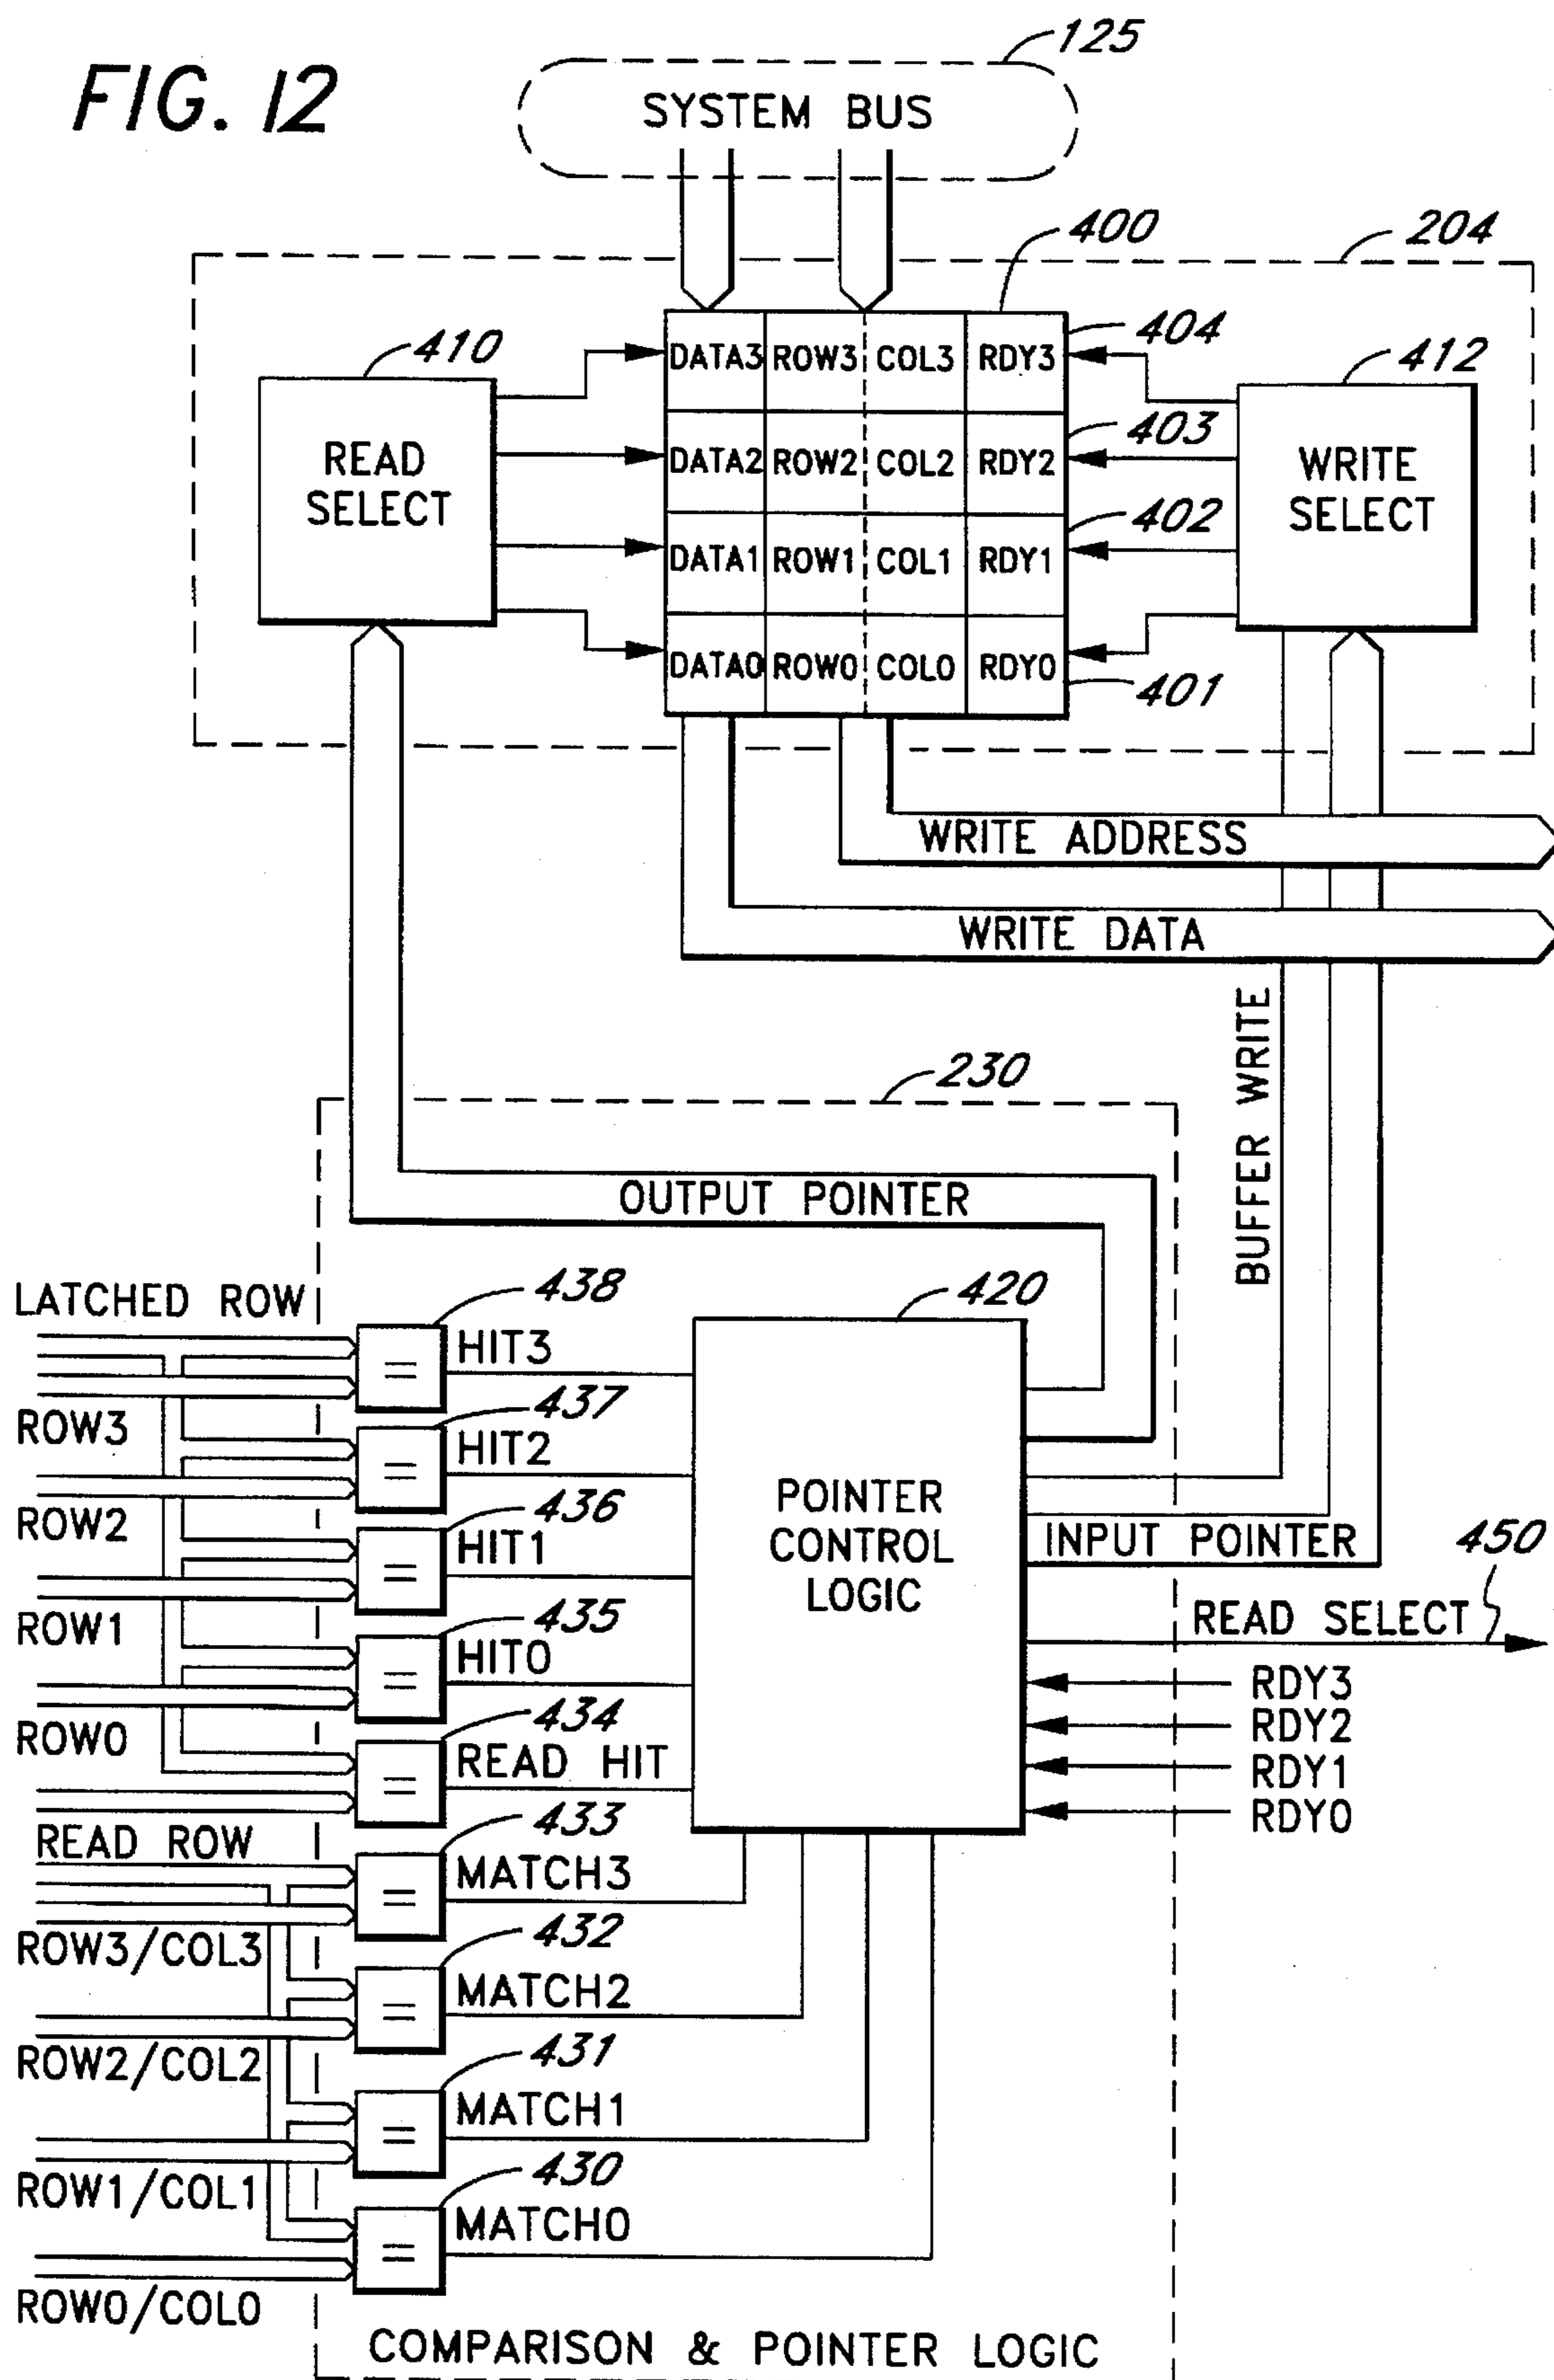 FIG. 12
125
SYSTEM BUS
400
204
410
404
412
DATA3 ROW3 COL3 RDY3
READ SELECT
403
DATA2 ROW2 COL2 RDY2
WRITE SELECT
402
DATA1 ROW1 COL1 RDY1
DATA0 ROW0 COL0 RDY0
401
WRITE ADDRESS
WRITE DATA
BUFFER WRITE
230
OUTPUT POINTER
LATCHED ROW
438
420
HIT3
=
ROW3
437
HIT2
=
ROW2
436
POINTER
CONTROL
LOGIC
INPUT POINTER
450
HIT1
=
ROW1
435
READ SELECT
HIT0
=
RDY3
RDY2
RDY1
RDY0
ROW0
434
READ HIT
=
READ ROW
433
MATCH3
=
ROW3/COL3
432
MATCH2
=
ROW2/COL2
431
MATCH1
=
ROW1/COL1
430
MATCH0
=
ROW0/COL0
COMPARISON & POINTER LOGIC